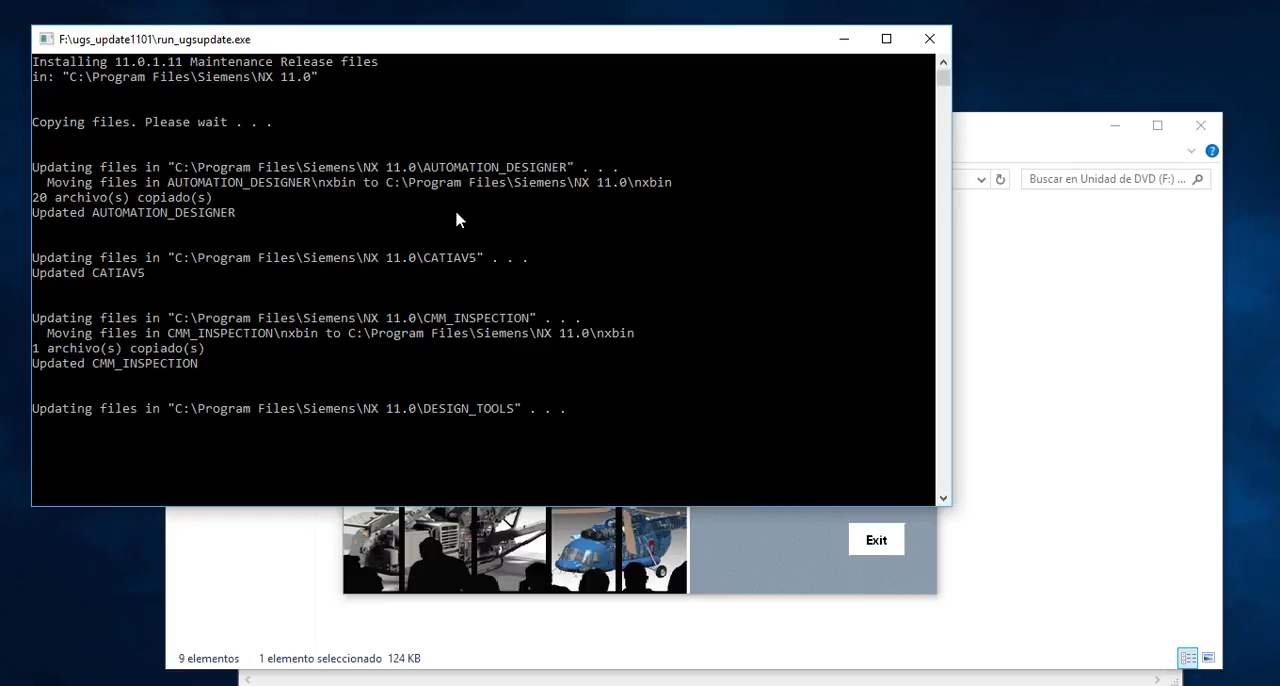 F:\ugs_update1101\run_ugsupdate.exe
Installing 11.0.1.11 Maintenance Release files
in: "C:\Program Files\Siemens\NX 11.0"
Copying files. Please wait . . .
Updating files in "C:\Program Files\Siemens\NX 11.0\AUTOMATION_DESIGNER" . . .
Moving files in AUTOMATION_DESIGNER\nxbin to C:\Program Files\Siemens\NX 11.0\nxbin
20 archivo(s) copiado(s)
Updated AUTOMATION_DESIGNER
Updating files in "C:\Program Files\Siemens\NX 11.0\CATIAV5" . . .
Updated CATIAV5
Updating files in "C:\Program Files\Siemens\NX 11.0\CMM_INSPECTION" . . .
Moving files in CMM_INSPECTION\nxbin to C:\Program Files\Siemens\NX 11.0\nxbin
1 archivo(s) copiado(s)
Updated CMM_INSPECTION
Updating files in "C:\Program Files\Siemens\NX 11.0\DESIGN_TOOLS" . . .
Buscar en Unidad de DVD (F:) ...
Exit
9 elementos 1 elemento seleccionado 124 KB